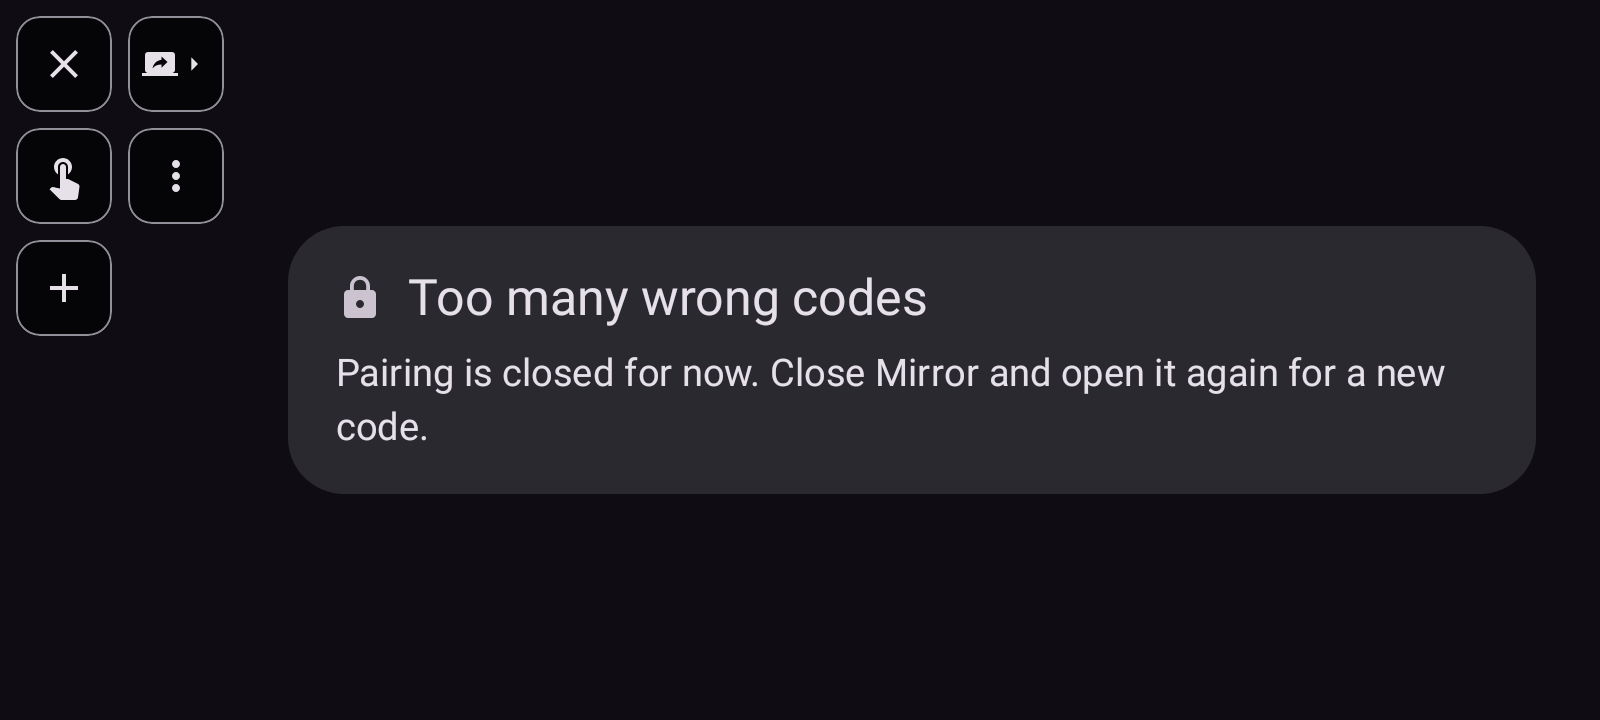 Too many wrong codes
Pairing is closed for now. Close Mirror and open it again for a new
code.